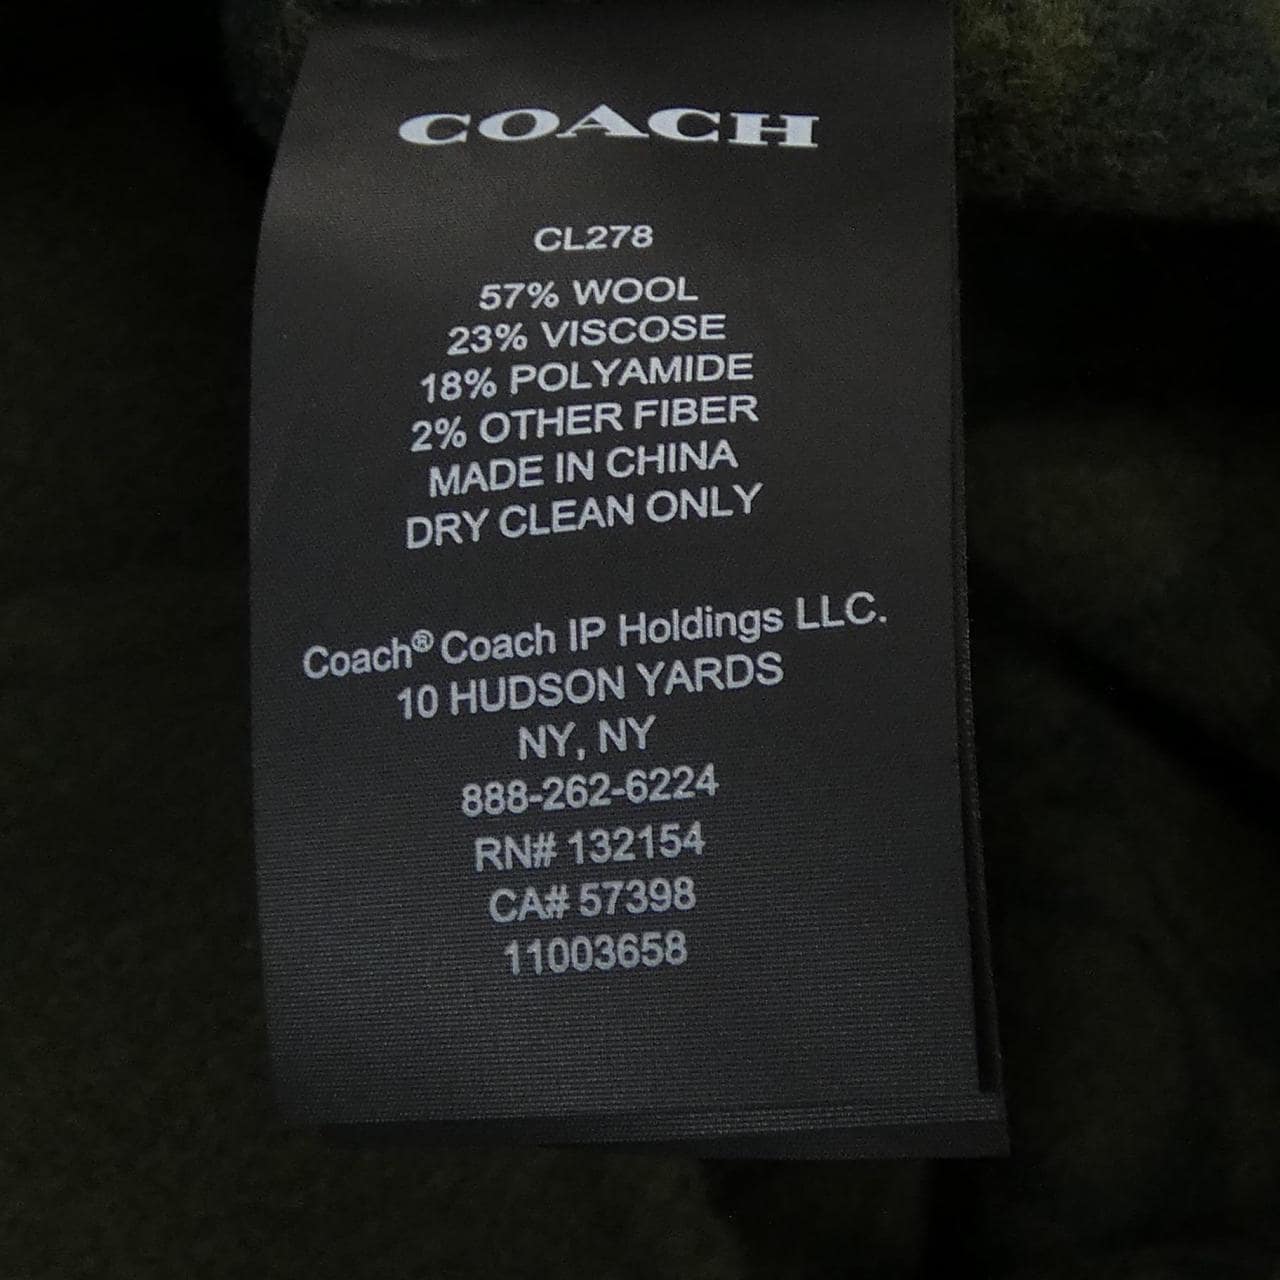 COACH
CL278
57% WOOL
23% VISCOSE
18% POLYAMIDE
2% OTHER FIBER
MADE IN CHINA
DRY CLEAN ONLY
Coach® Coach IP Holdings LLC.
10 HUDSON YARDS
NY, NY
888-262-6224
RN# 132154
CA# 57398
11003658